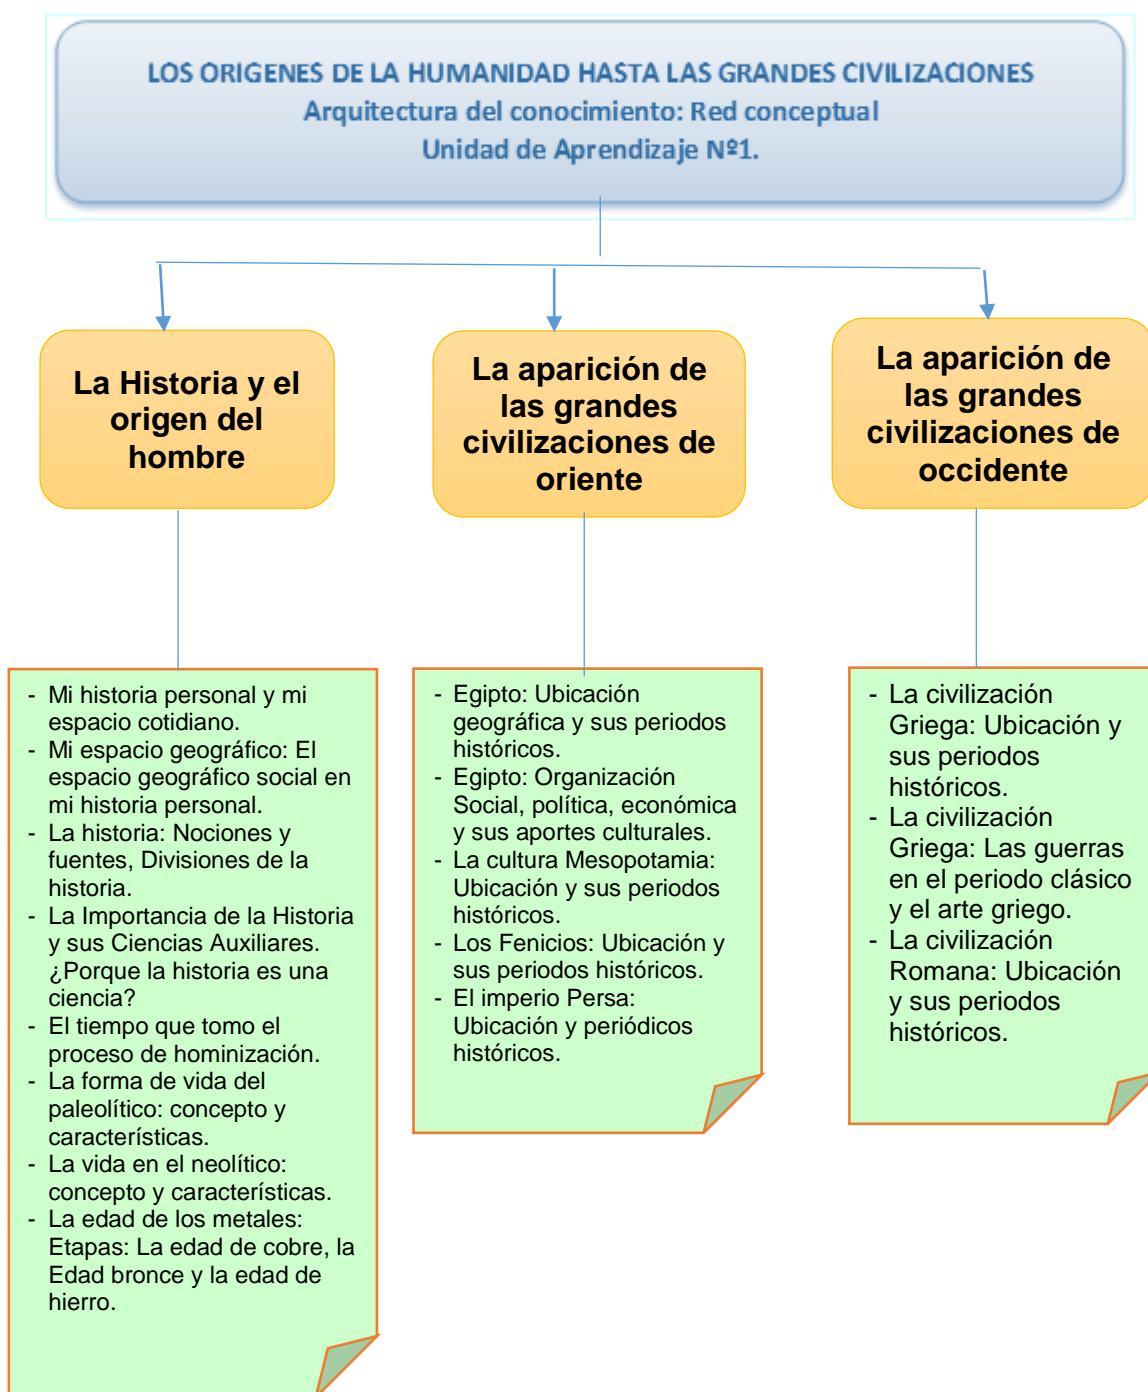 LOS ORIGENES DE LA HUMANIDAD HASTA LAS GRANDES CIVILIZACIONES
Arquitectura del conocimiento: Red conceptual
Unidad de Aprendizaje Nº1.
La Historia y el
origen del
hombre
La aparición de
las grandes
civilizaciones de
oriente
La aparición de
las grandes
civilizaciones de
occidente
- Mi historia personal y mi
espacio cotidiano.
- Mi espacio geográfico: El
espacio geográfico social en
mi historia personal.
- La historia: Nociones y
fuentes, Divisiones de la
historia.
- La Importancia de la Historia
y sus Ciencias Auxiliares.
¿Porque la historia es una
ciencia?
- El tiempo que tomo el
proceso de hominización.
- La forma de vida del
paleolítico: concepto y
características.
- La vida en el neolítico:
concepto y características.
- La edad de los metales:
Etapas: La edad de cobre, la
Edad bronce y la edad de
hierro.
- Egipto: Ubicación
geográfica y sus periodos
históricos.
- Egipto: Organización
Social, política, económica
y sus aportes culturales.
- La cultura Mesopotamia:
Ubicación y sus periodos
históricos.
- Los Fenicios: Ubicación y
sus periodos históricos.
- El imperio Persa:
Ubicación y periódicos
históricos.
- La civilización
Griega: Ubicación y
sus periodos
históricos.
- La civilización
Griega: Las guerras
en el periodo clásico
y el arte griego.
- La civilización
Romana: Ubicación
y sus periodos
históricos.